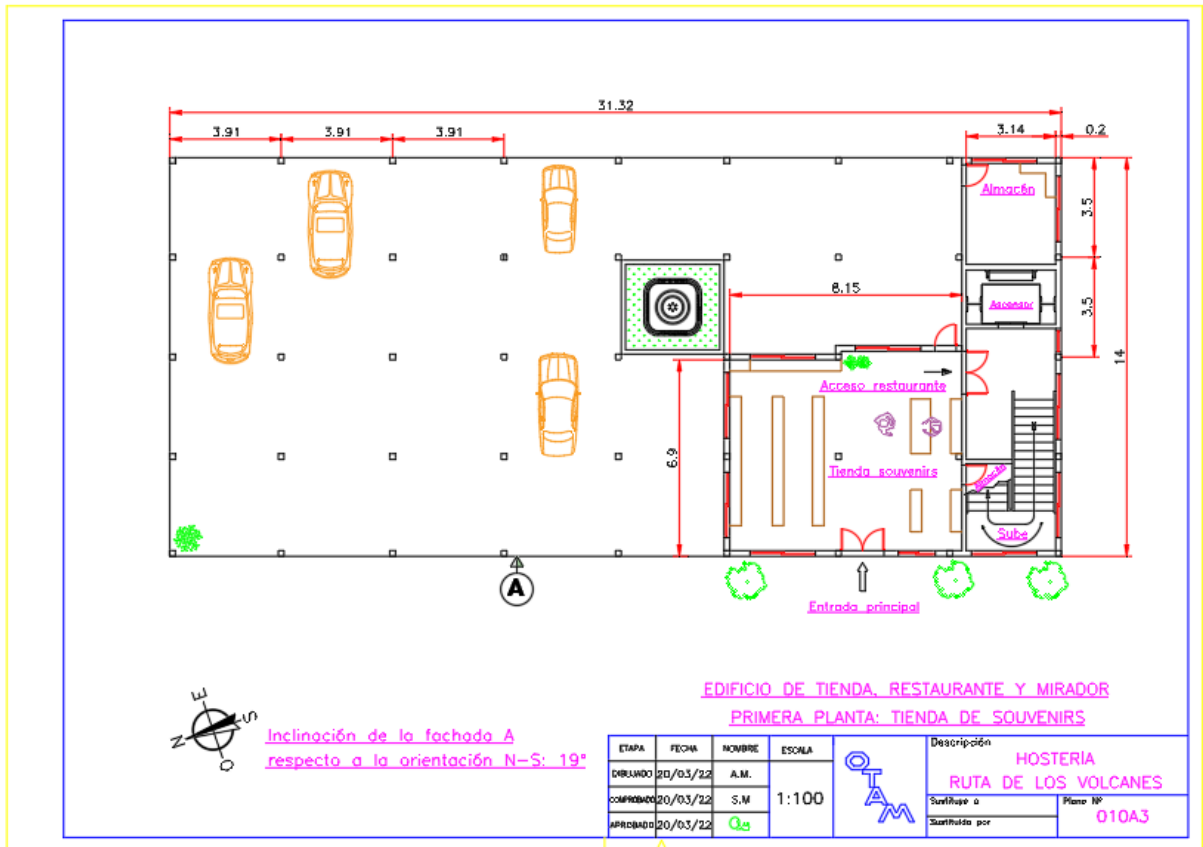 31.32
3.91 3.91 3.91 3.14 0.2
Almacén
3.5
8.15
Ascensor
3.5
14
Acceso restaurante
6.9
Tienda souvenirs
Almacén
Sube
A
Entrada principal
EDIFICIO DE TIENDA, RESTAURANTE Y MIRADOR
PRIMERA PLANTA: TIENDA DE SOUVENIRS
N E S O
Inclinación de la fachada A
respecto a la orientación N-S: 19°
ETAPA FECHA NOMBRE ESCALA
DIBUJADO 20/03/22 A.M.
COMPROBADO 20/03/22 S.M
APROBADO 20/03/22
1:100
OTAM
Descripción
HOSTERÍA
RUTA DE LOS VOLCANES
Sustituye a
Sustituido por
Plano Nº
010A3